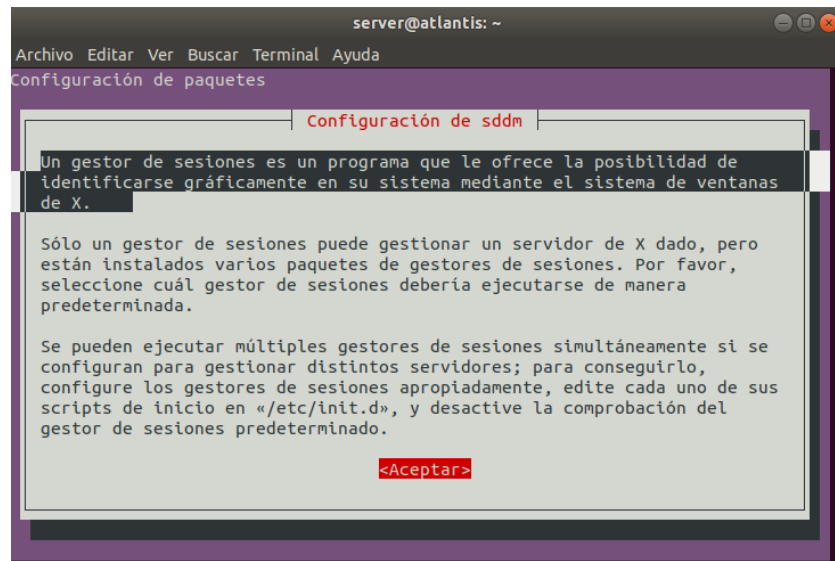 server@atlantis: ~
Archivo Editar Ver Buscar Terminal Ayuda
Configuración de paquetes
Configuración de sddm
Un gestor de sesiones es un programa que le ofrece la posibilidad de
identificarse gráficamente en su sistema mediante el sistema de ventanas
de X.
Sólo un gestor de sesiones puede gestionar un servidor de X dado, pero
están instalados varios paquetes de gestores de sesiones. Por favor,
seleccione cuál gestor de sesiones debería ejecutarse de manera
predeterminada.
Se pueden ejecutar múltiples gestores de sesiones simultáneamente si se
configuran para gestionar distintos servidores; para conseguirlo,
configure los gestores de sesiones apropiadamente, edite cada uno de sus
scripts de inicio en «/etc/init.d», y desactive la comprobación del
gestor de sesiones predeterminado.
<Aceptar>